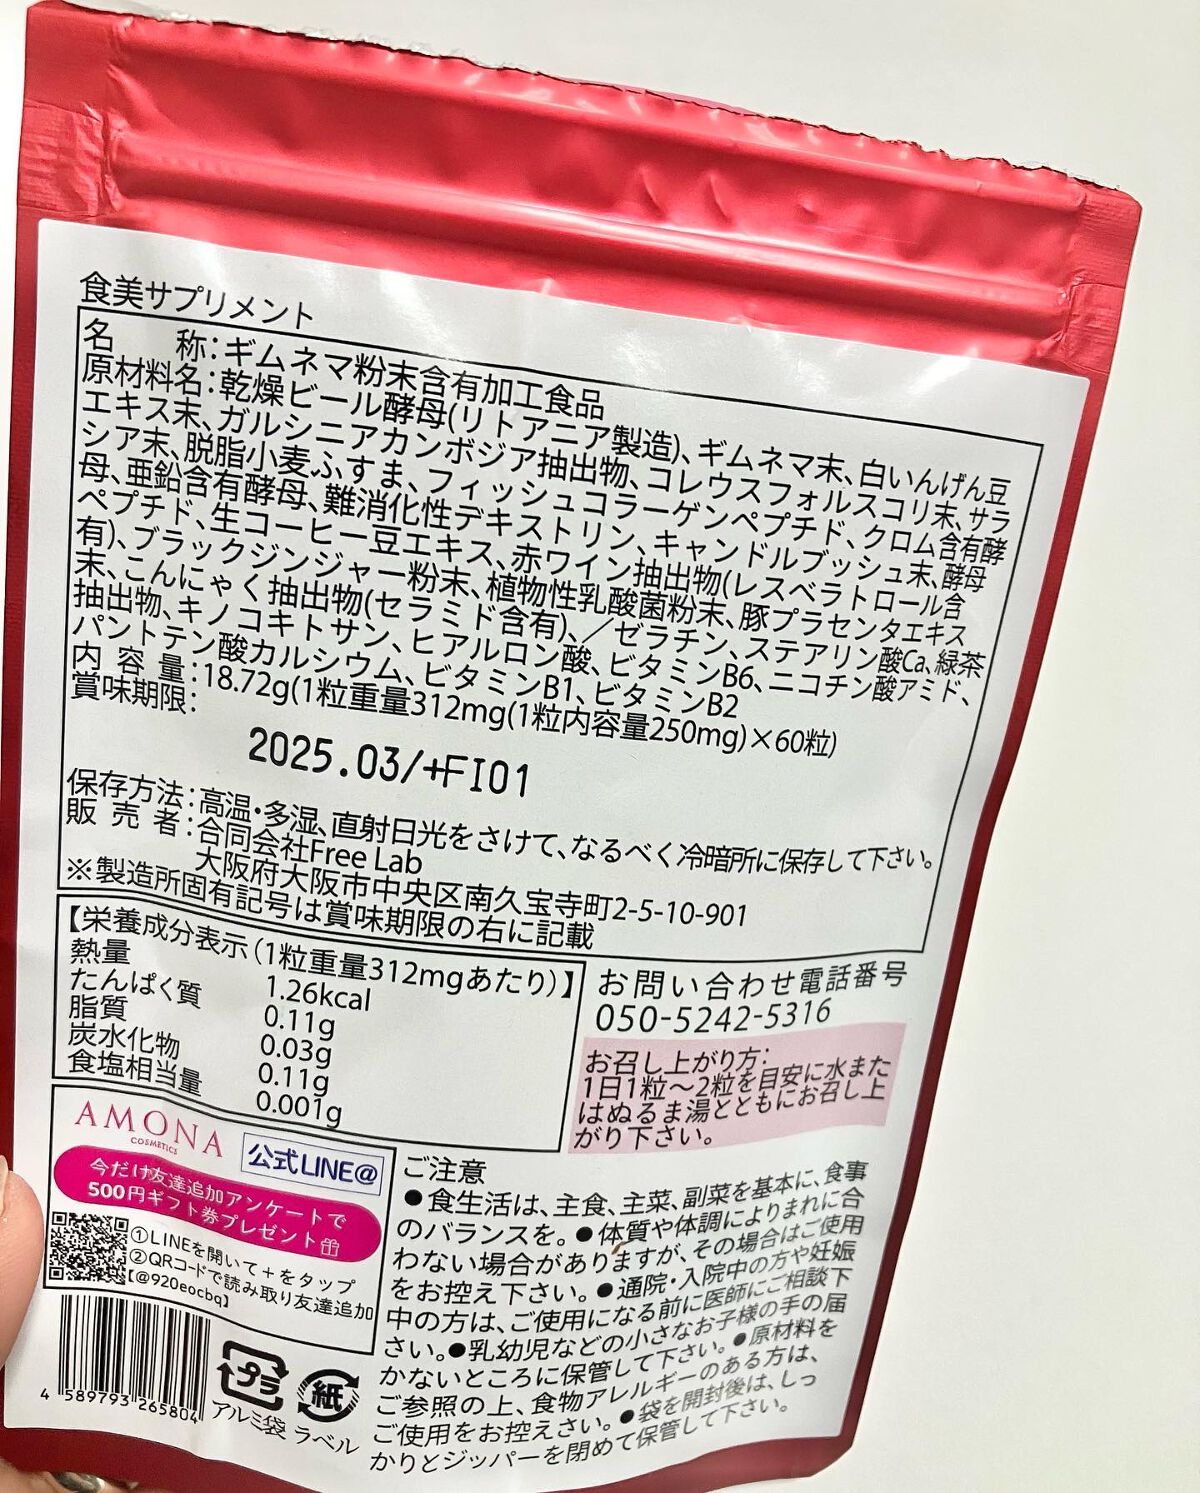 食美サプリメント
名　　称:ギムネマ粉末含有加工食品
原材料名:乾燥ビール酵母(リトアニア製造)、ギムネマ末、白いんげん豆
エキス末、ガルシニアカンボジア抽出物、コレウスフォルスコリ末、サラ
シア末、脱脂小麦ふすま、フィッシュコラーゲンペプチド、クロム含有酵
母、亜鉛含有酵母、難消化性デキストリン、キャンドルブッシュ末、酵母
ペプチド、生コーヒー豆エキス、赤ワイン抽出物(レスベラトロール含
有)、ブラックジンジャー粉末、植物性乳酸菌粉末、豚プラセンタエキス
末、こんにゃく抽出物(セラミド含有)、／ゼラチン、ステアリン酸Ca、緑茶
抽出物、キノコキトサン、ヒアルロン酸、ビタミンB6、ニコチン酸アミド、
パントテン酸カルシウム、ビタミンB1、ビタミンB2
内 容 量:18.72g(1粒重量312mg(1粒内容量250mg)×60粒)
賞味期限:
2025.03/+FI01
保存方法:高温・多湿、直射日光をさけて、なるべく冷暗所に保存して下さい。
販 売 者:合同会社Free Lab
大阪府大阪市中央区南久宝寺町2-5-10-901
※製造所固有記号は賞味期限の右に記載
【栄養成分表示(1粒重量312mgあたり)】
熱量 1.26kcal
たんぱく質 0.11g
脂質 0.03g
炭水化物 0.11g
食塩相当量 0.001g
お問い合わせ電話番号
050-5242-5316
お召し上がり方:
1日1粒～2粒を目安に水また
はぬるま湯とともにお召し上
がり下さい。
AMONA
COSMETICS
公式LINE@
今だけ友達追加アンケートで
500円ギフト券プレゼント
①LINEを開いて+をタップ
②QRコードで読み取り友達追加
【@920eocbq】
4 589793 265804
プラ
アルミ袋
紙
ラベル
ご注意
●食生活は、主食、主菜、副菜を基本に、食事
のバランスを。●体質や体調によりまれに合
わない場合がありますが、その場合はご使用
をお控え下さい。●通院・入院中の方や妊娠
中の方は、ご使用になる前に医師にご相談下
さい。●乳幼児などの小さなお子様の手の届
かないところに保管して下さい。●原材料を
ご参照の上、食物アレルギーのある方は、
ご使用をお控えさい。●袋を開封後は、しっ
かりとジッパーを閉めて保管して下さい。